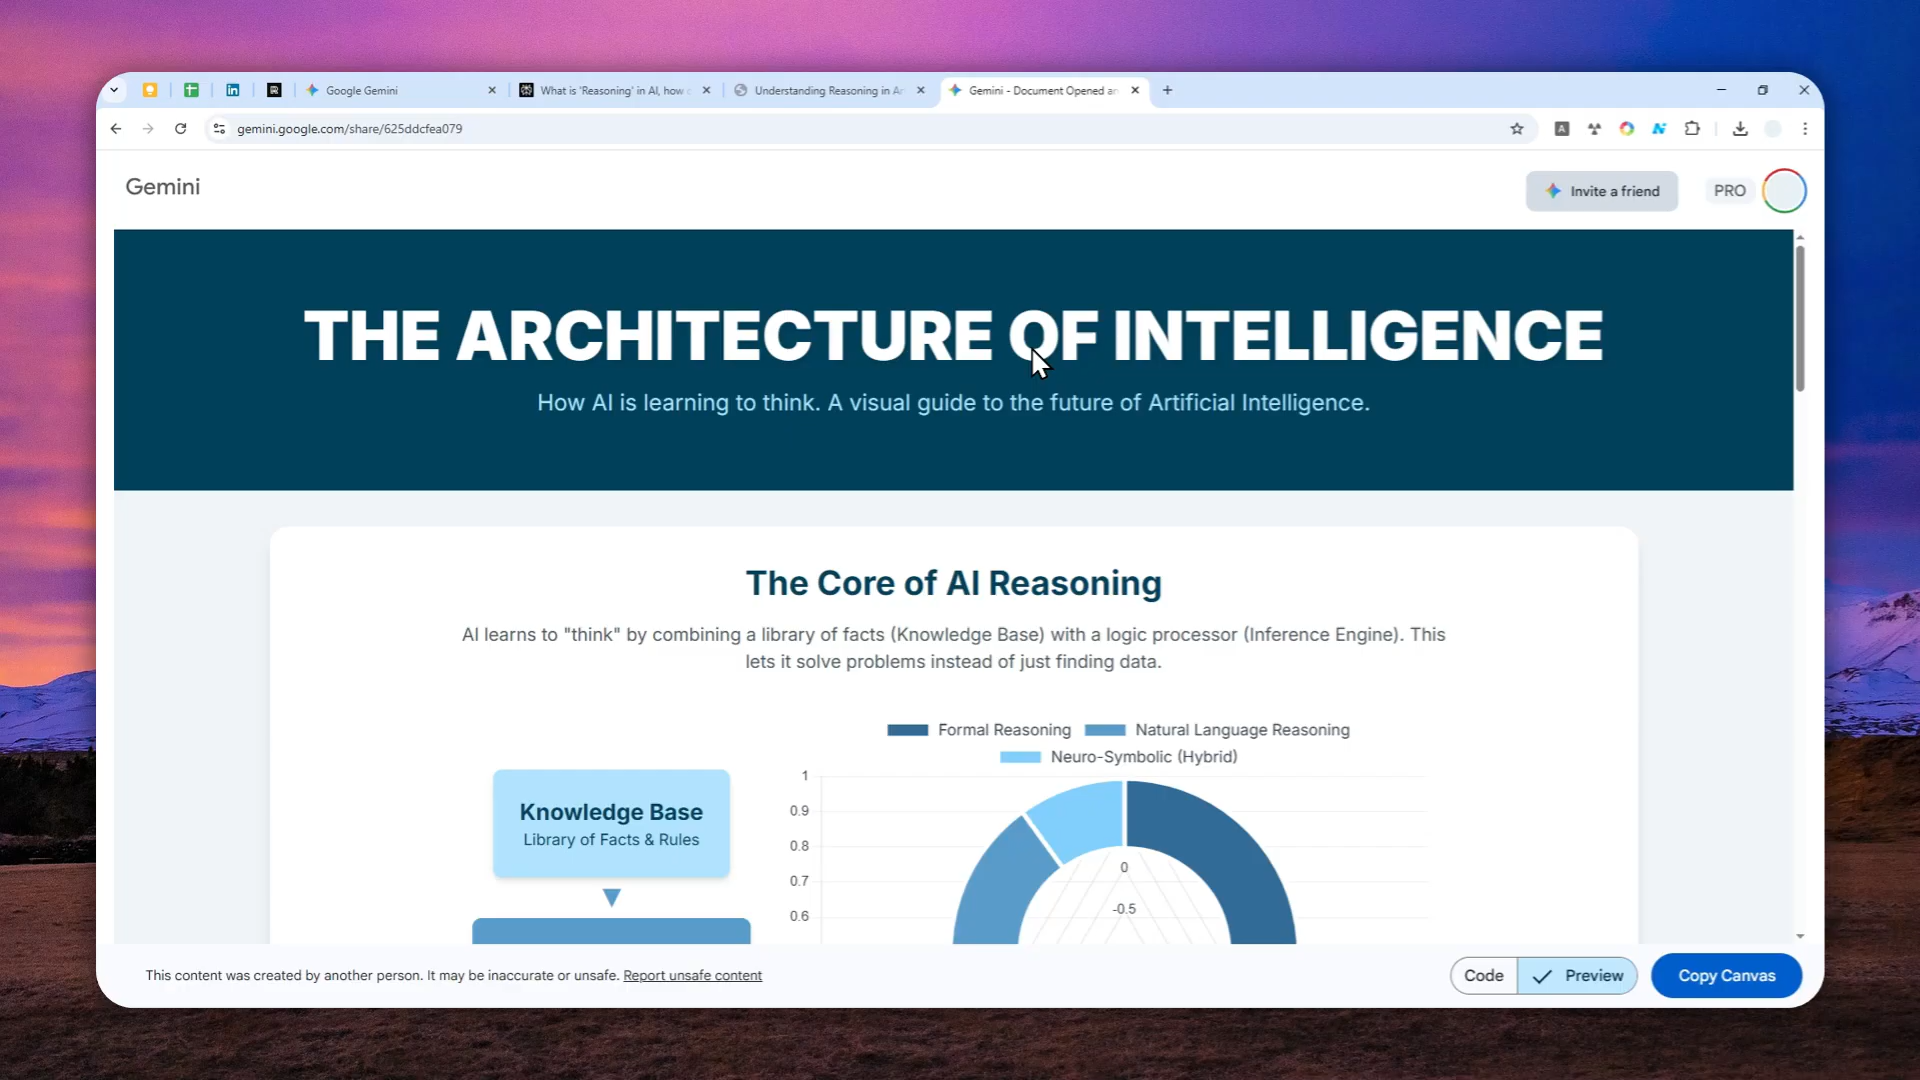 Google Gemini
What is 'Reasoning' in AI, how
Understanding Reasoning in Ar
Gemini - Document Opened an
gemini.google.com/share/625ddcfea079
Gemini
Invite a friend
PRO
THE ARCHITECTURE OF INTELLIGENCE
How AI is learning to think. A visual guide to the future of Artificial Intelligence.
The Core of AI Reasoning
AI learns to "think" by combining a library of facts (Knowledge Base) with a logic processor (Inference Engine). This
lets it solve problems instead of just finding data.
Formal Reasoning
Natural Language Reasoning
Neuro-Symbolic (Hybrid)
Knowledge Base
Library of Facts & Rules
1
0.9
0.8
0.7
0.6
0
-0.5
This content was created by another person. It may be inaccurate or unsafe. Report unsafe content
Code
Preview
Copy Canvas